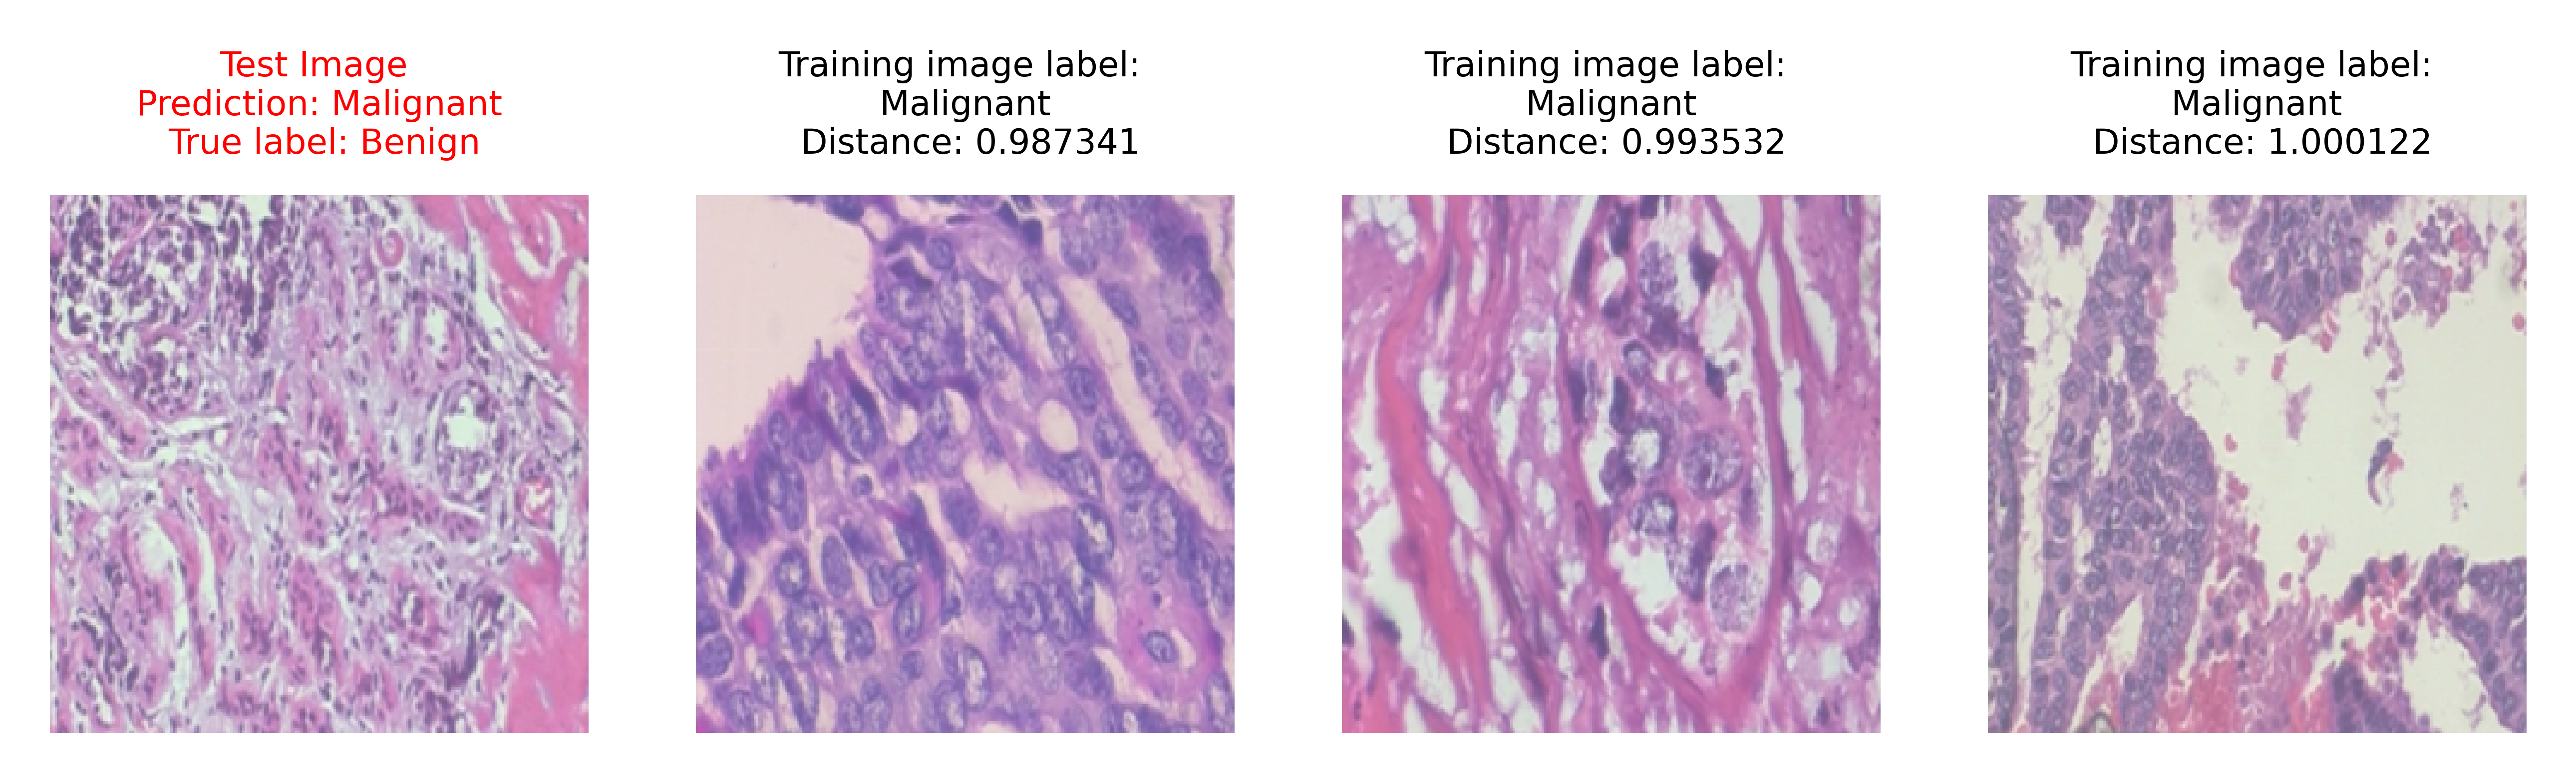 Test Image
Prediction: Malignant
True label: Benign
Training image label:
Malignant
Distance: 0.987341
Training image label:
Malignant
Distance: 0.993532
Training image label:
Malignant
Distance: 1.000122